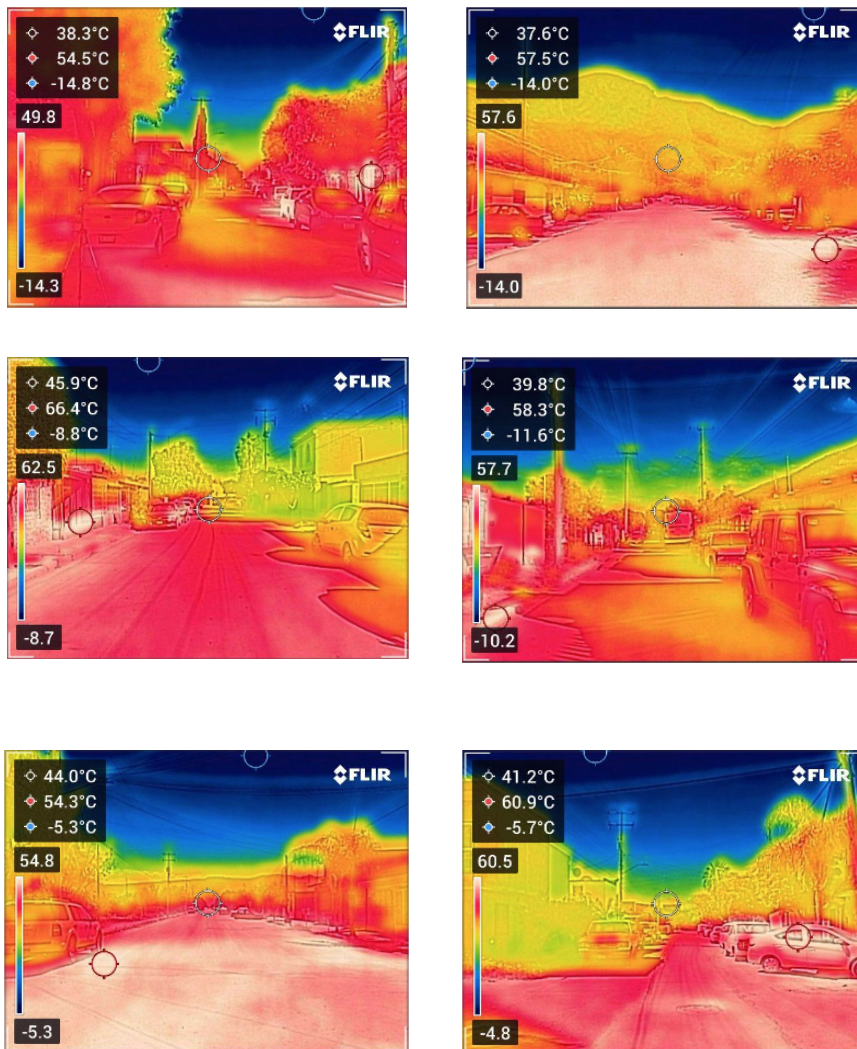 38.3°C
54.5°C
-14.8°C
FLIR
49.8
-14.3
37.6°C
57.5°C
-14.0°C
FLIR
57.6
-14.0
45.9°C
66.4°C
-8.8°C
FLIR
62.5
-8.7
39.8°C
58.3°C
-11.6°C
FLIR
57.7
-10.2
44.0°C
54.3°C
-5.3°C
FLIR
54.8
-5.3
41.2°C
60.9°C
-5.7°C
FLIR
60.5
-4.8